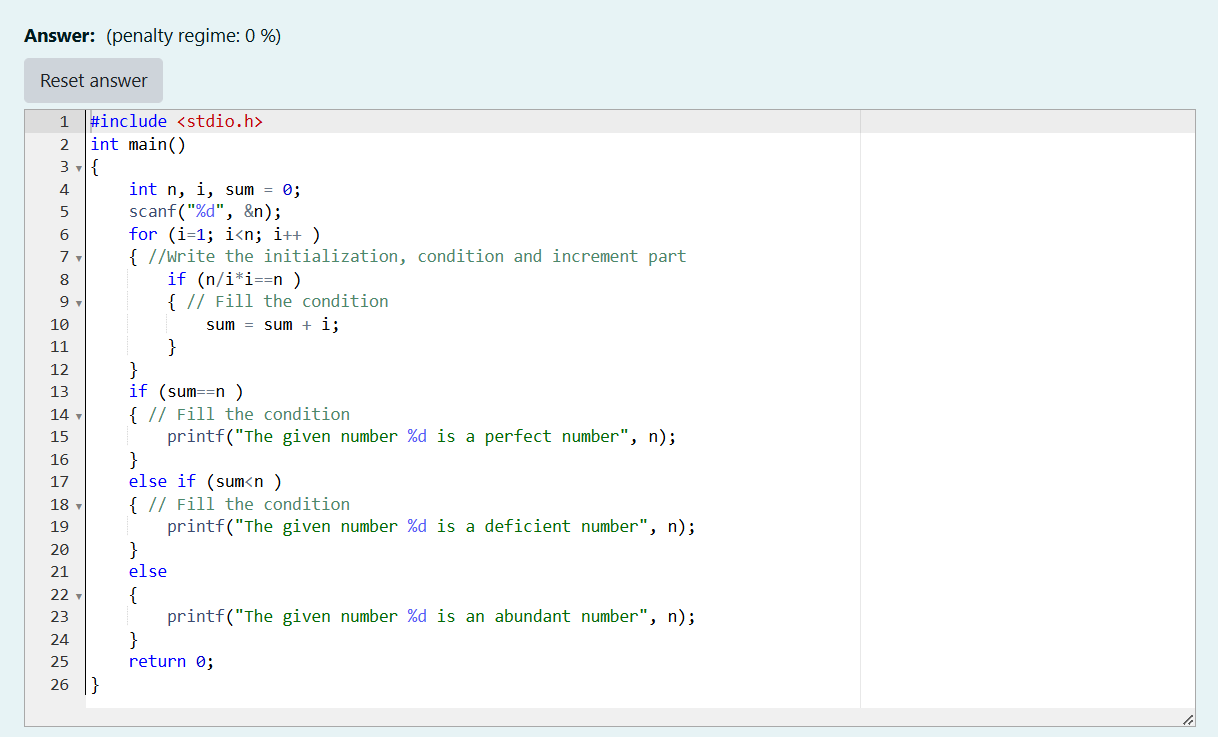 Answer: (penalty regime: 0 %)
Reset answer
1 #include <stdio.h>
2 int main()
3 {
4     int n, i, sum = 0;
5     scanf("%d", &n);
6     for (i=1; i<n; i++ )
7     { //Write the initialization, condition and increment part
8         if (n/i*i==n )
9         { // Fill the condition
10             sum = sum + i;
11         }
12     }
13     if (sum==n )
14     { // Fill the condition
15         printf("The given number %d is a perfect number", n);
16     }
17     else if (sum<n )
18     { // Fill the condition
19         printf("The given number %d is a deficient number", n);
20     }
21     else
22     {
23         printf("The given number %d is an abundant number", n);
24     }
25     return 0;
26 }